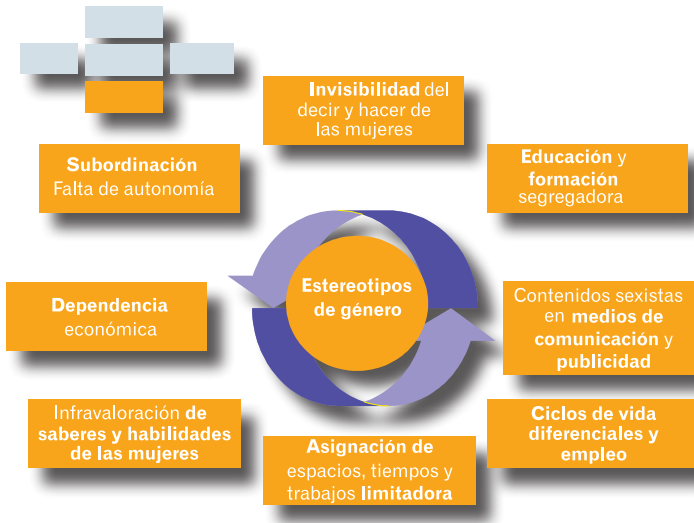 Invisibilidad del
decir y hacer de
las mujeres
Subordinación
Falta de autonomía
Educación y
formación
segregadora
Estereotipos
de género
Dependencia
económica
Contenidos sexistas
en medios de
comunicación y
publicidad
Infravaloración de
saberes y habilidades
de las mujeres
Asignación de
espacios, tiempos y
trabajos limitadora
Ciclos de vida
diferenciales y
empleo